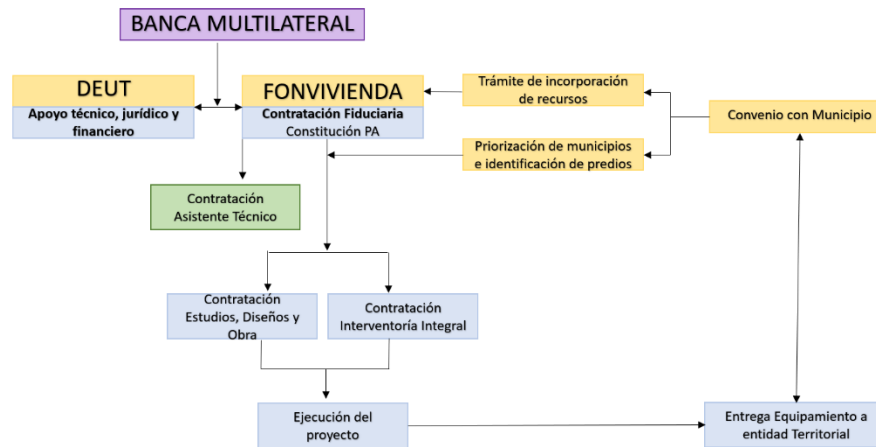 BANCA MULTILATERAL
DEUT
Apoyo técnico, jurídico y
financiero
FONVIVIENDA
Contratación Fiduciaria
Constitución PA
Trámite de incorporación
de recursos
Convenio con Municipio
Priorización de municipios
e identificación de predios
Contratación
Asistente Técnico
Contratación
Estudios, Diseños y
Obra
Contratación
Interventoría Integral
Ejecución del
proyecto
Entrega Equipamiento a
entidad Territorial